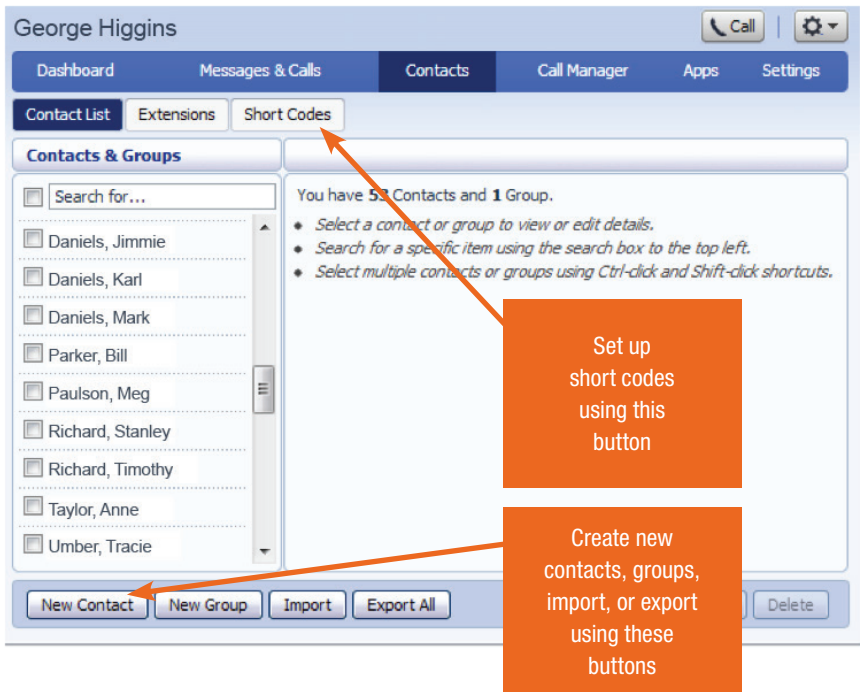 George Higgins
Call
Dashboard Messages & Calls Contacts Call Manager Apps Settings
Contact List Extensions Short Codes
Contacts & Groups
Search for...
Daniels, Jimmie
Daniels, Karl
Daniels, Mark
Parker, Bill
Paulson, Meg
Richard, Stanley
Richard, Timothy
Taylor, Anne
Umber, Tracie
You have 53 Contacts and 1 Group.
Select a contact or group to view or edit details.
Search for a specific item using the search box to the top left.
Select multiple contacts or groups using Ctrl-click and Shift-click shortcuts.
Set up
short codes
using this
button
Create new
contacts, groups,
import, or export
using these
buttons
New Contact New Group Import Export All Delete